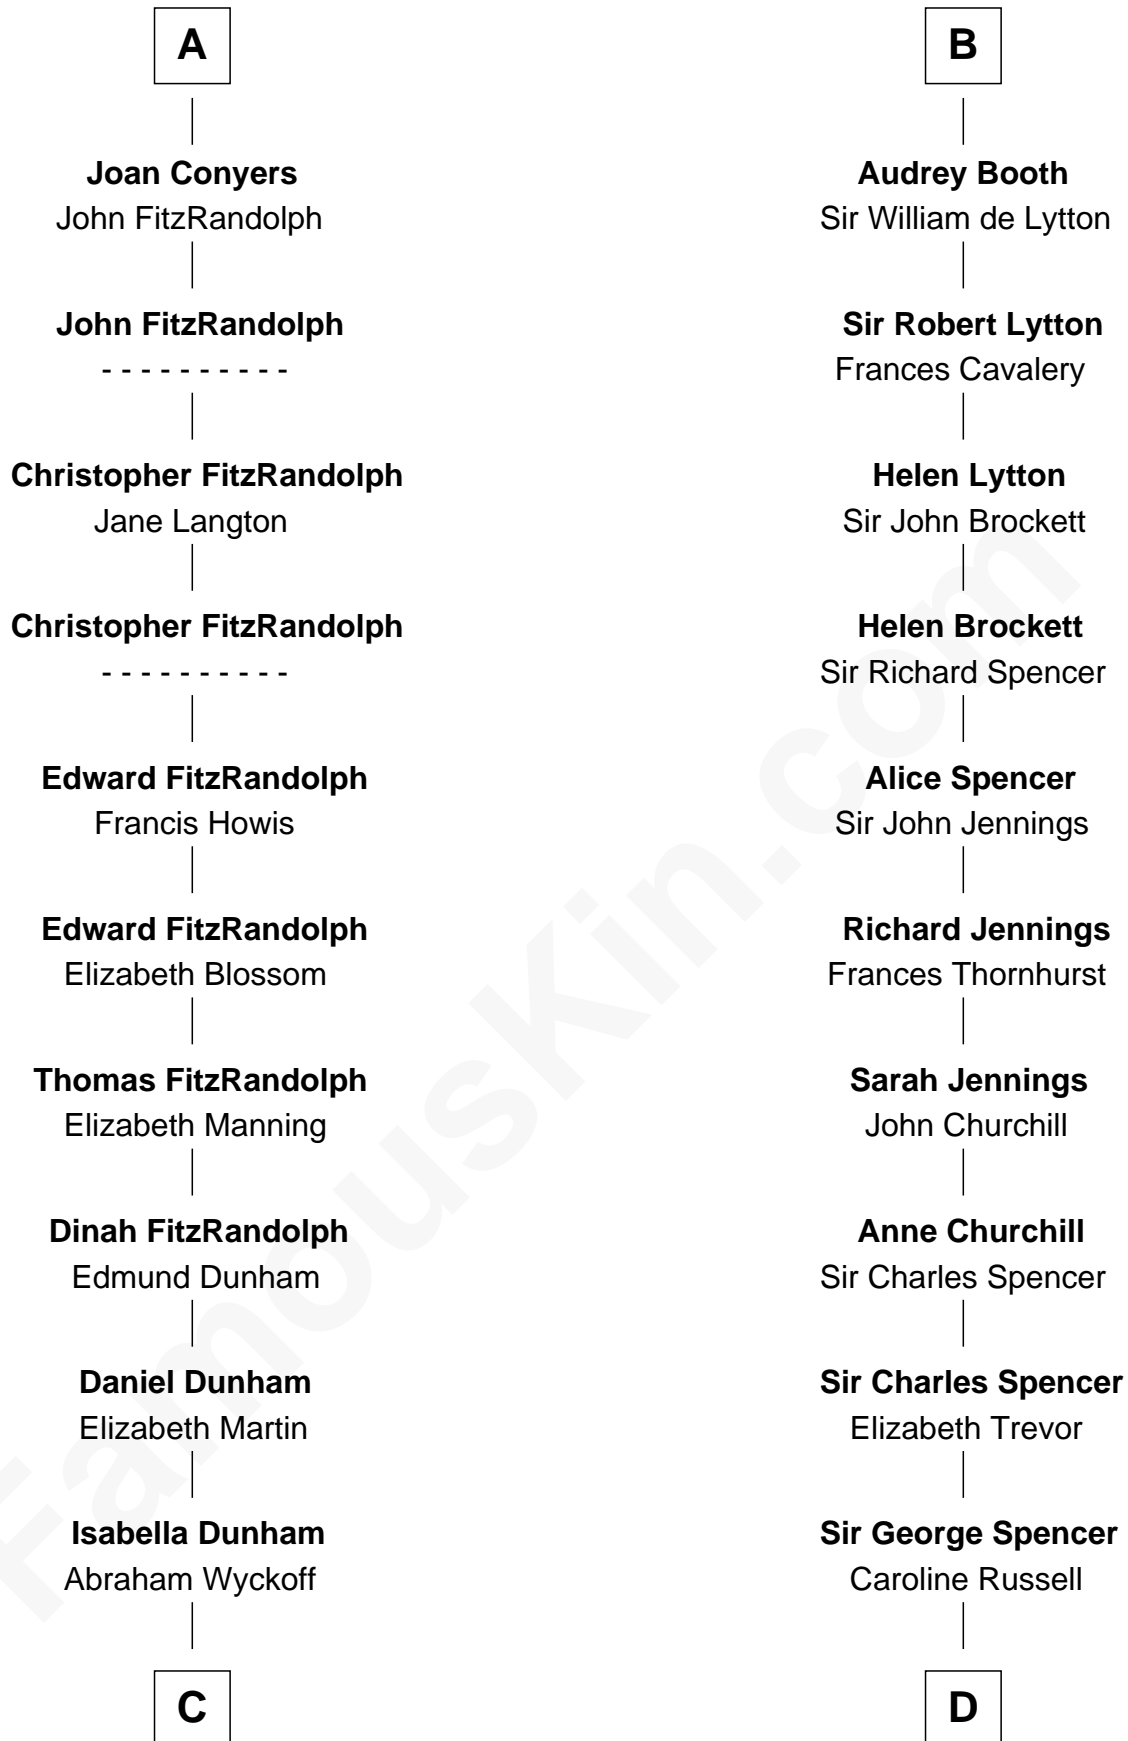 A
Joan Conyers
John FitzRandolph
John FitzRandolph
- - - - - - - - - -
Christopher FitzRandolph
Jane Langton
Christopher FitzRandolph
- - - - - - - - - -
Edward FitzRandolph
Francis Howis
Edward FitzRandolph
Elizabeth Blossom
Thomas FitzRandolph
Elizabeth Manning
Dinah FitzRandolph
Edmund Dunham
Daniel Dunham
Elizabeth Martin
Isabella Dunham
Abraham Wyckoff
C
B
Audrey Booth
Sir William de Lytton
Sir Robert Lytton
Frances Cavalery
Helen Lytton
Sir John Brockett
Helen Brockett
Sir Richard Spencer
Alice Spencer
Sir John Jennings
Richard Jennings
Frances Thornhurst
Sarah Jennings
John Churchill
Anne Churchill
Sir Charles Spencer
Sir Charles Spencer
Elizabeth Trevor
Sir George Spencer
Caroline Russell
D
FamousKin.com